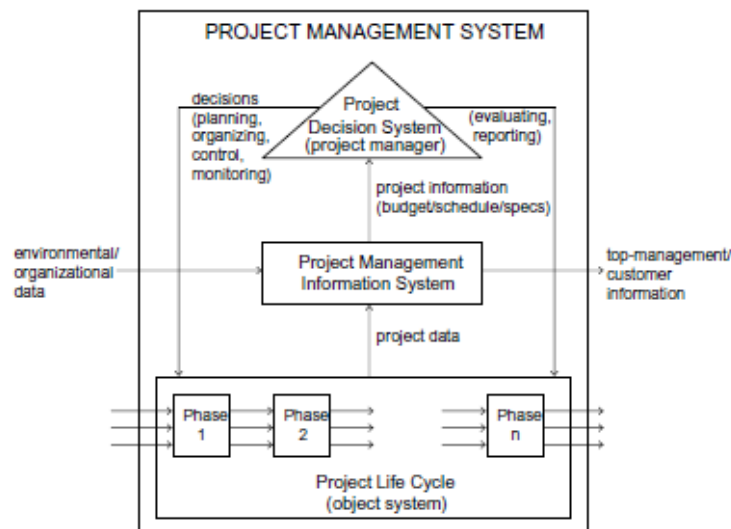 PROJECT MANAGEMENT SYSTEM
decisions
(planning,
organizing,
control,
monitoring)
Project
Decision System
(project manager)
(evaluating,
reporting)
project information
(budget/schedule/specs)
environmental/
organizational
data
Project Management
Information System
top-management/
customer
information
project data
Phase
1
Phase
2
Phase
n
Project Life Cycle
(object system)